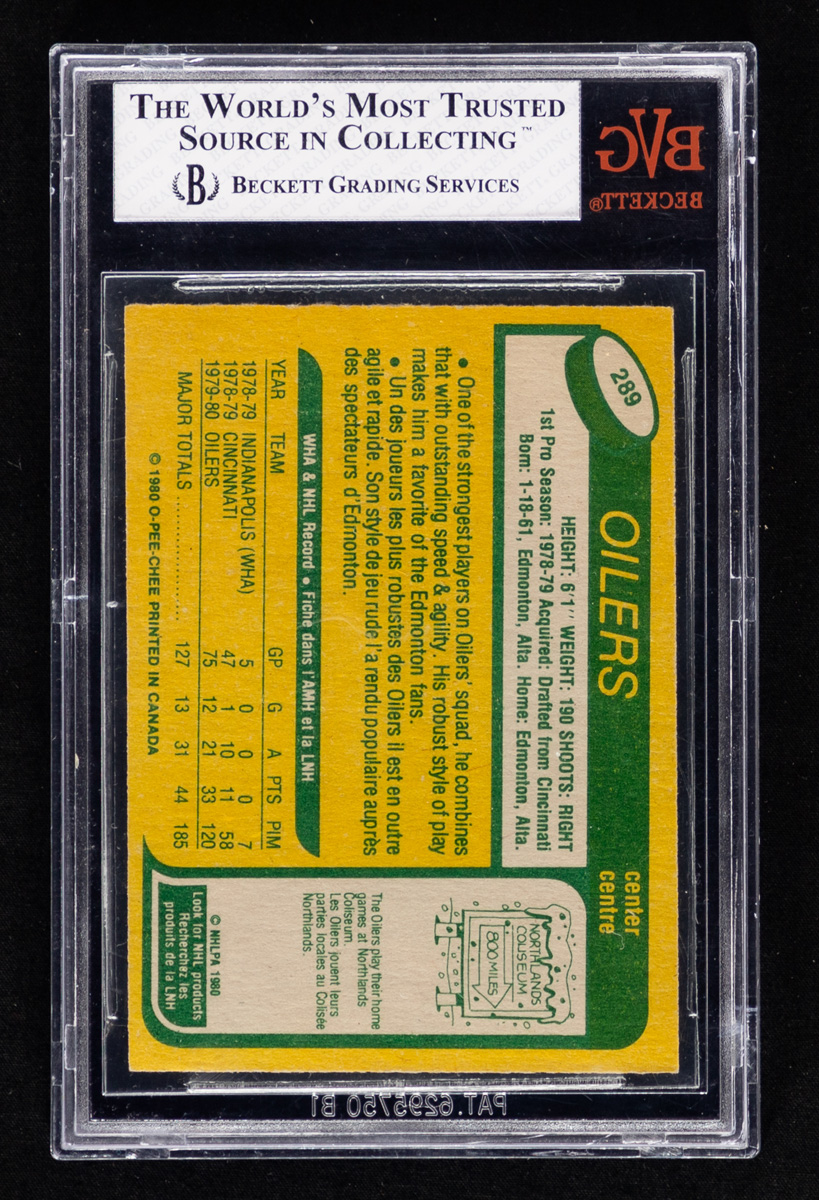 THE WORLD'S MOST TRUSTED
SOURCE IN COLLECTING™
B BECKETT GRADING SERVICES
BVG
BECKETT®
289
OILERS
center
centre
HEIGHT: 6'1" WEIGHT: 190 SHOOTS: RIGHT
1st Pro Season: 1978-79 Acquired: Drafted from Cincinnati
Born: 1-18-61, Edmonton, Alta. Home: Edmonton, Alta.
• One of the strongest players on Oilers' squad, he combines
that with outstanding speed & agility. His robust style of play
makes him a favorite of the Edmonton fans.
• Un des joueurs les plus robustes des Oilers il est en outre
agile et rapide. Son style de jeu rude l'a rendu populaire auprès
des spectateurs d'Edmonton.
WHA & NHL Record • Fiche dans l'AMH et la LNH
YEAR TEAM GP G A PTS PIM
1978-79 INDIANAPOLIS (WHA) 5 0 0 0 7
1978-79 CINCINNATI 47 1 10 11 58
1979-80 OILERS 75 12 21 33 120
MAJOR TOTALS .................. 127 13 31 44 185
© 1980 O-PEE-CHEE PRINTED IN CANADA
NORTHLANDS
COLISEUM
800 MILES
The Oilers play their home
games at Northlands
Coliseum.
Les Oilers jouent leurs
parties locales au Colisée
Northlands.
© NHLPA 1980
Look for NHL products
Recherchez les
produits de la LNH
PAT.6295750 B1